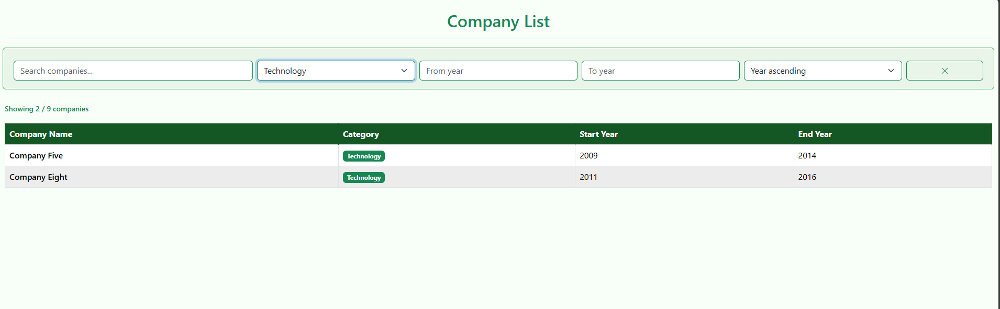 Company List
Search companies... Technology From year To year Year ascending
Showing 2 / 9 companies
Company Name Category Start Year End Year
Company Five Technology 2009 2014
Company Eight Technology 2011 2016